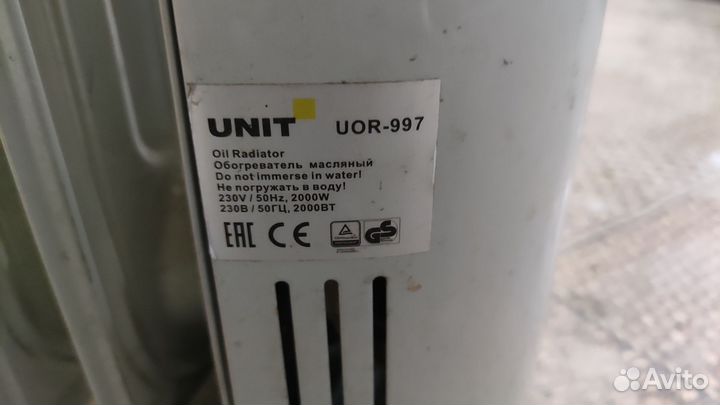 UNIT UOR-997
Oil Radiator
Обогреватель масляный
Do not immerse in water!
Не погружать в воду!
230V / 50Hz, 2000W
230В / 50ГЦ, 2000ВТ
EAC CE GS
Avito